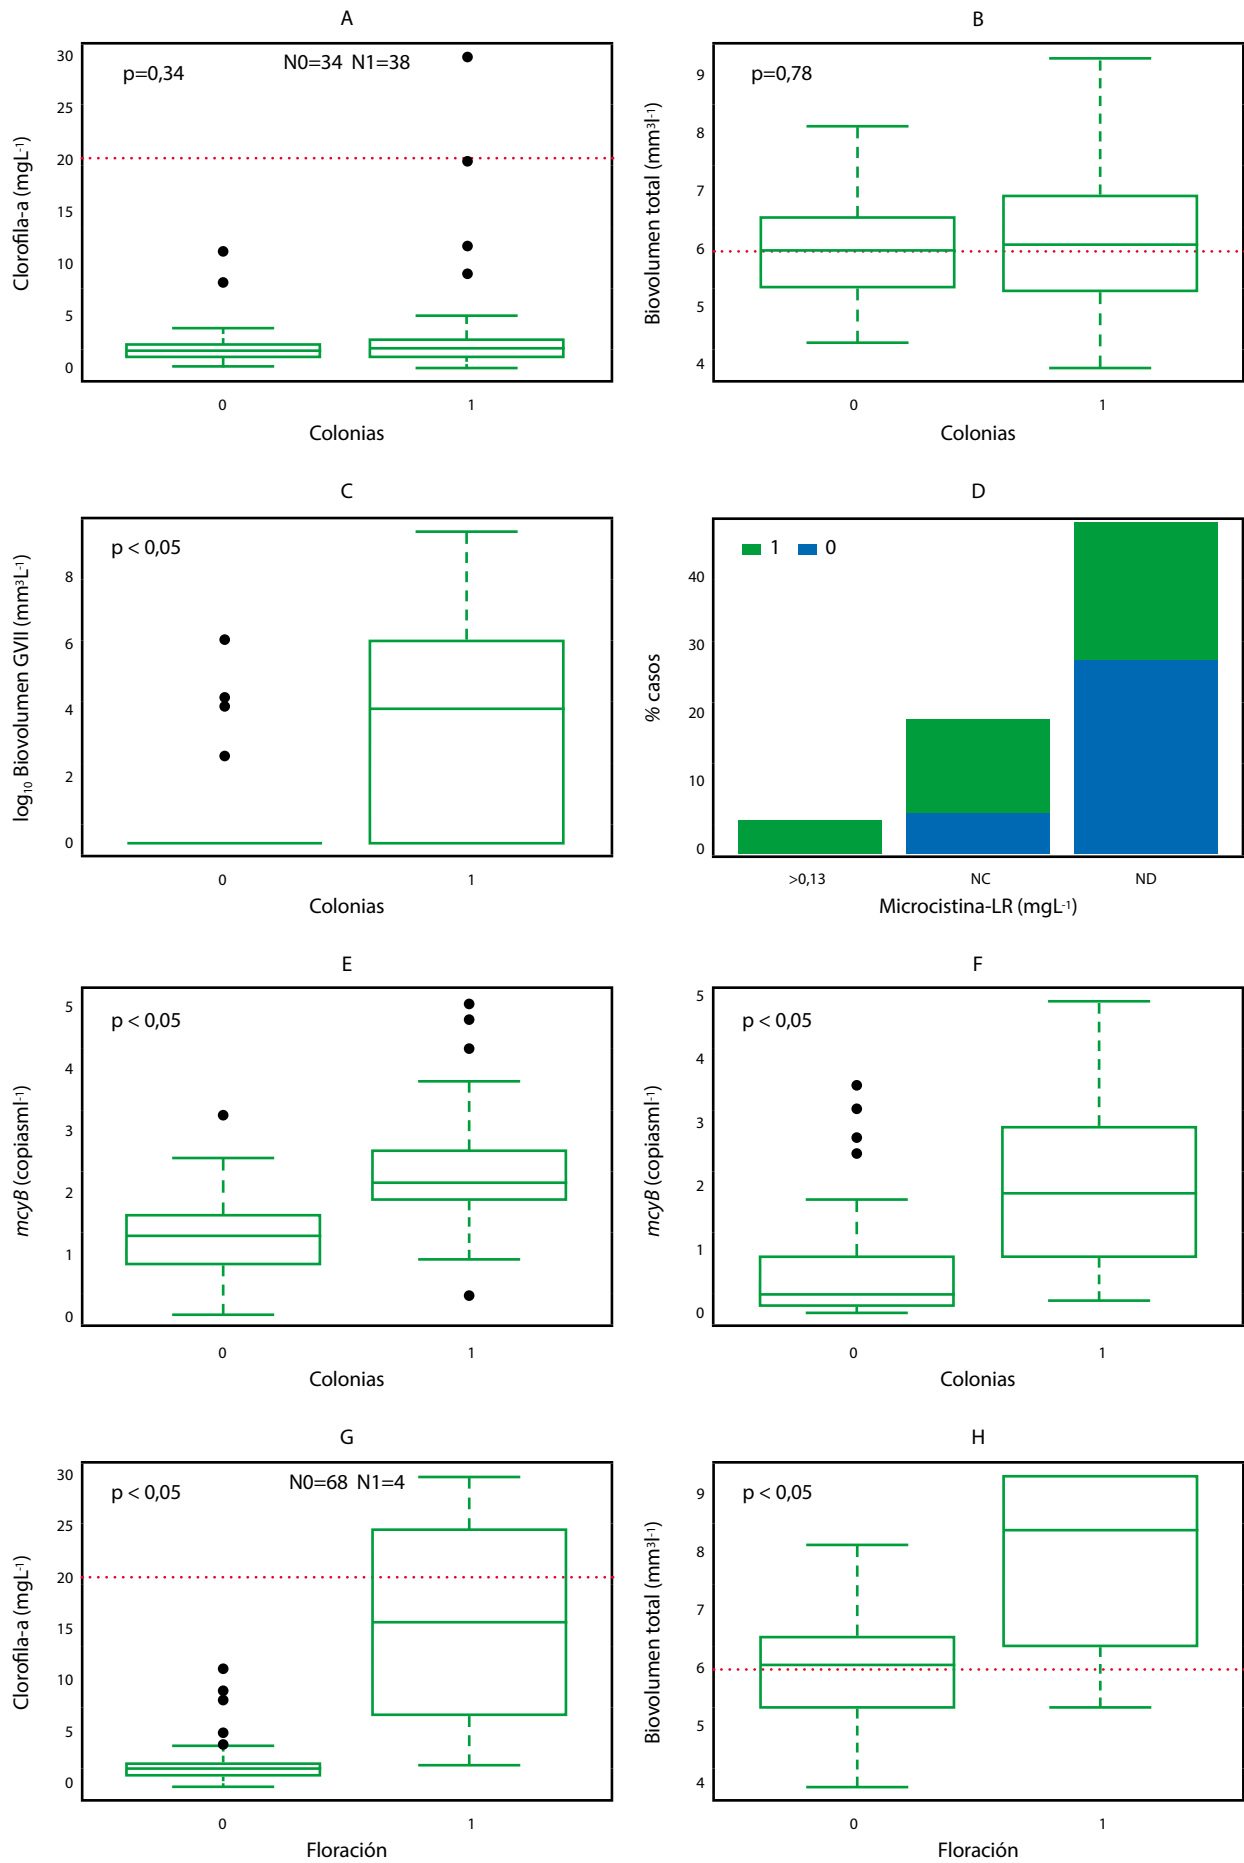 A
p=0,34
N0=34 N1=38
Clorofila-a (mgL⁻¹)
30
25
20
15
10
5
0
0
1
Colonias
B
p=0,78
Biovolumen total (mm³l⁻¹)
9
8
7
6
5
4
0
1
Colonias
C
p < 0,05
log₁₀ Biovolumen GVII (mm³L⁻¹)
8
6
4
2
0
0
1
Colonias
D
1
0
% casos
40
30
20
10
0
>0,13
NC
ND
Microcistina-LR (mgL⁻¹)
E
p < 0,05
mcyB (copiasml⁻¹)
5
4
3
2
1
0
0
1
Colonias
F
p < 0,05
mcyB (copiasml⁻¹)
5
4
3
2
1
0
0
1
Colonias
G
p < 0,05
N0=68 N1=4
Clorofila-a (mgL⁻¹)
30
25
20
15
10
5
0
0
1
Floración
H
p < 0,05
Biovolumen total (mm³l⁻¹)
9
8
7
6
5
4
0
1
Floración